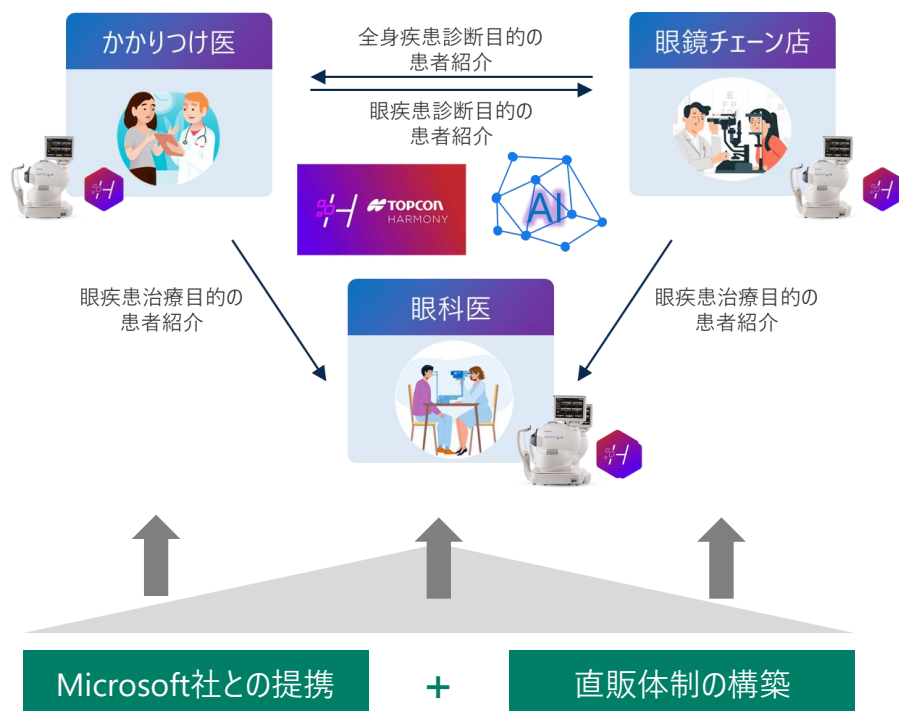 かかりつけ医
全身疾患診断目的の
患者紹介
眼鏡チェーン店
眼疾患診断目的の
患者紹介
TOPCON
HARMONY
AI
眼疾患治療目的の
患者紹介
眼科医
眼疾患治療目的の
患者紹介
Microsoft社との提携
+
直販体制の構築